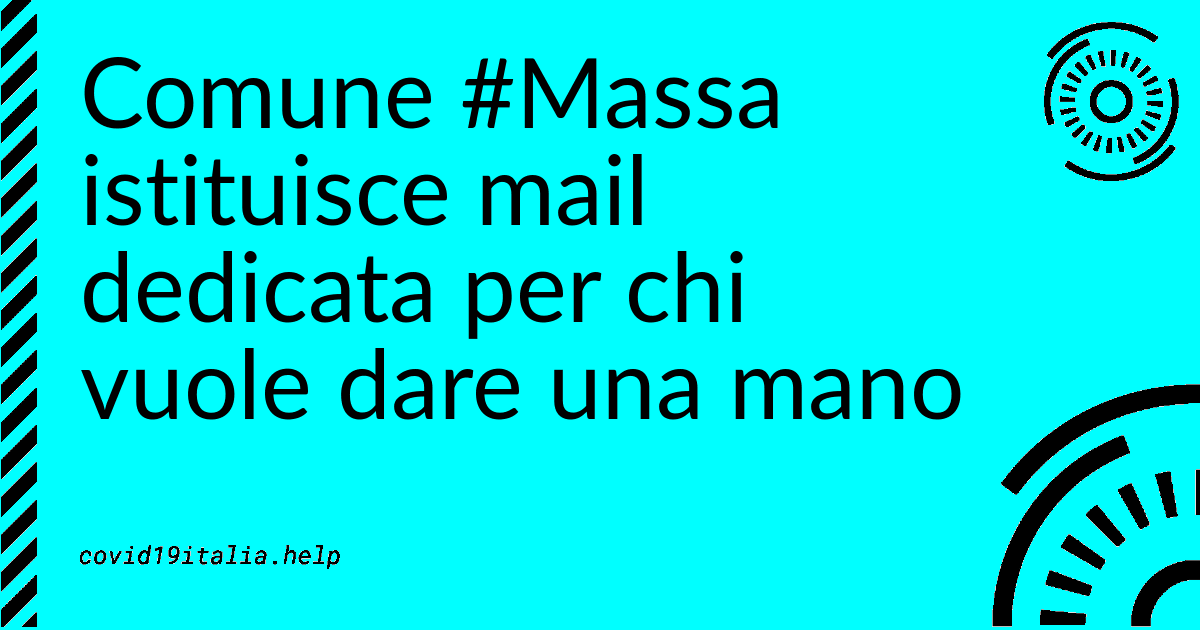 Comune #Massa
istituisce mail
dedicata per chi
vuole dare una mano
covid19italia.help